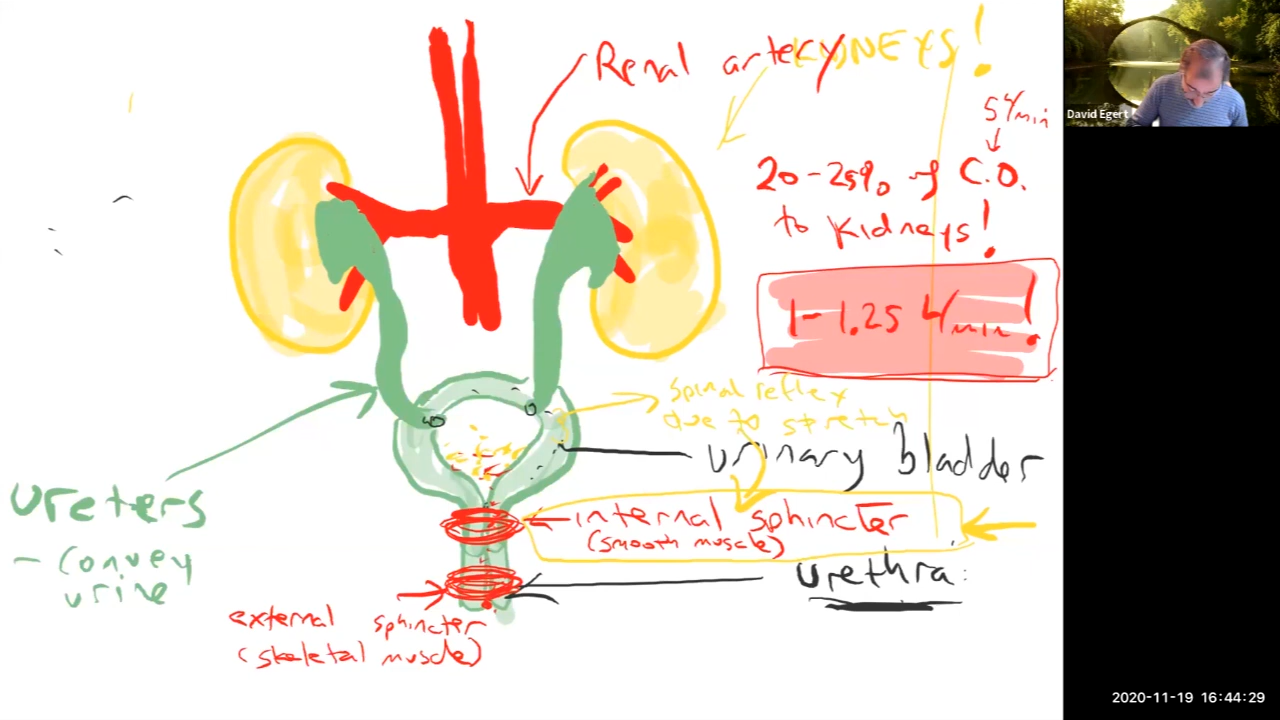 Renal artery
KIDNEYS!
5 L/min
20-25% of C.O.
to Kidneys!
1-1.25 L/min!
spinal reflex
due to stretch
urinary bladder
internal sphincter
(smooth muscle)
urethra:
ureters
- convey
urine
external sphincter
(skeletal muscle)
David Egert
2020-11-19 16:44:29